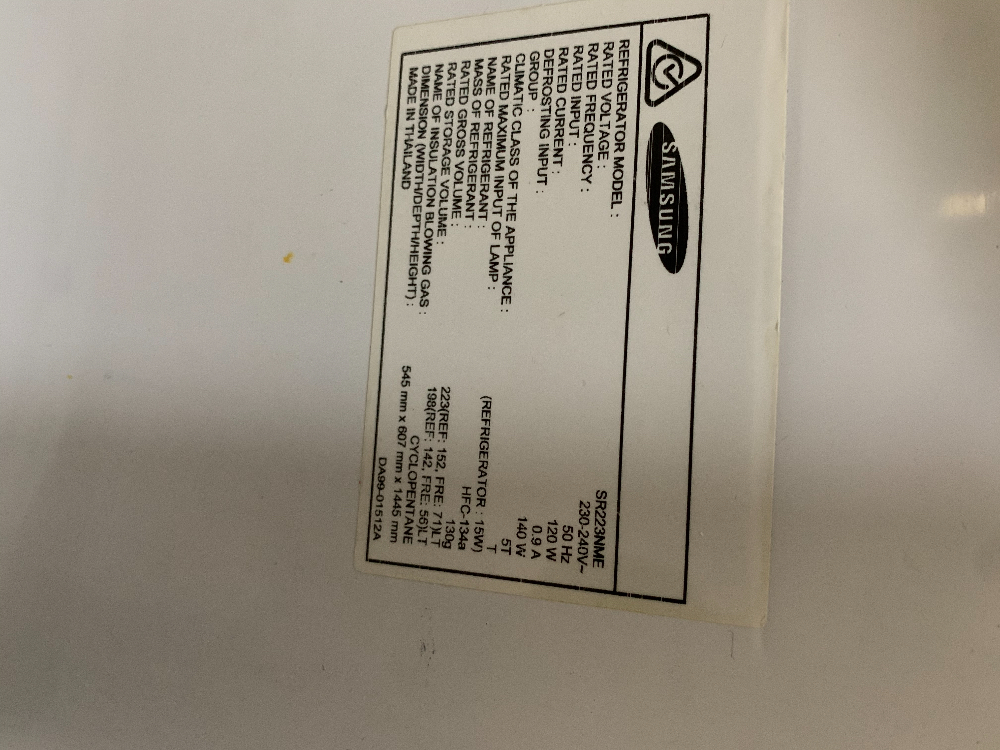 SAMSUNG
REFRIGERATOR MODEL : SR223NME
RATED VOLTAGE : 230-240V~
RATED FREQUENCY : 50 Hz
RATED INPUT : 120 W
RATED CURRENT : 0.9 A
DEFROSTING INPUT : 140 W
GROUP : 5T
CLIMATIC CLASS OF THE APPLIANCE : T
RATED MAXIMUM INPUT OF LAMP : (REFRIGERATOR : 15W)
NAME OF REFRIGERANT : HFC-134a
MASS OF REFRIGERANT : 130g
RATED GROSS VOLUME : 223(REF: 152, FRE: 71)LT
RATED STORAGE VOLUME : 198(REF: 142, FRE: 56)LT
NAME OF INSULATION BLOWING GAS : CYCLOPENTANE
DIMENSION (WIDTH/DEPTH/HEIGHT) : 545 mm x 607 mm x 1445 mm
MADE IN THAILAND DA99-01512A